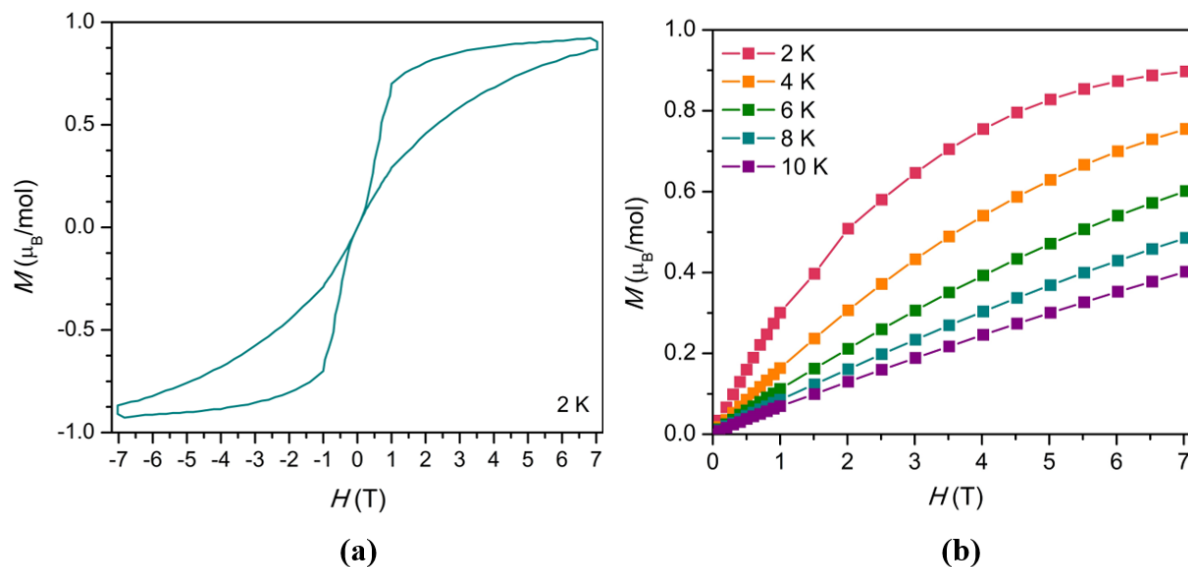 1.0
0.5
0.0
-0.5
-1.0
M (μB/mol)
-7 -6 -5 -4 -3 -2 -1 0 1 2 3 4 5 6 7
H (T)
2 K
(a)
1.0
0.8
0.6
0.4
0.2
0.0
M (μB/mol)
2 K
4 K
6 K
8 K
10 K
0 1 2 3 4 5 6 7
H (T)
(b)